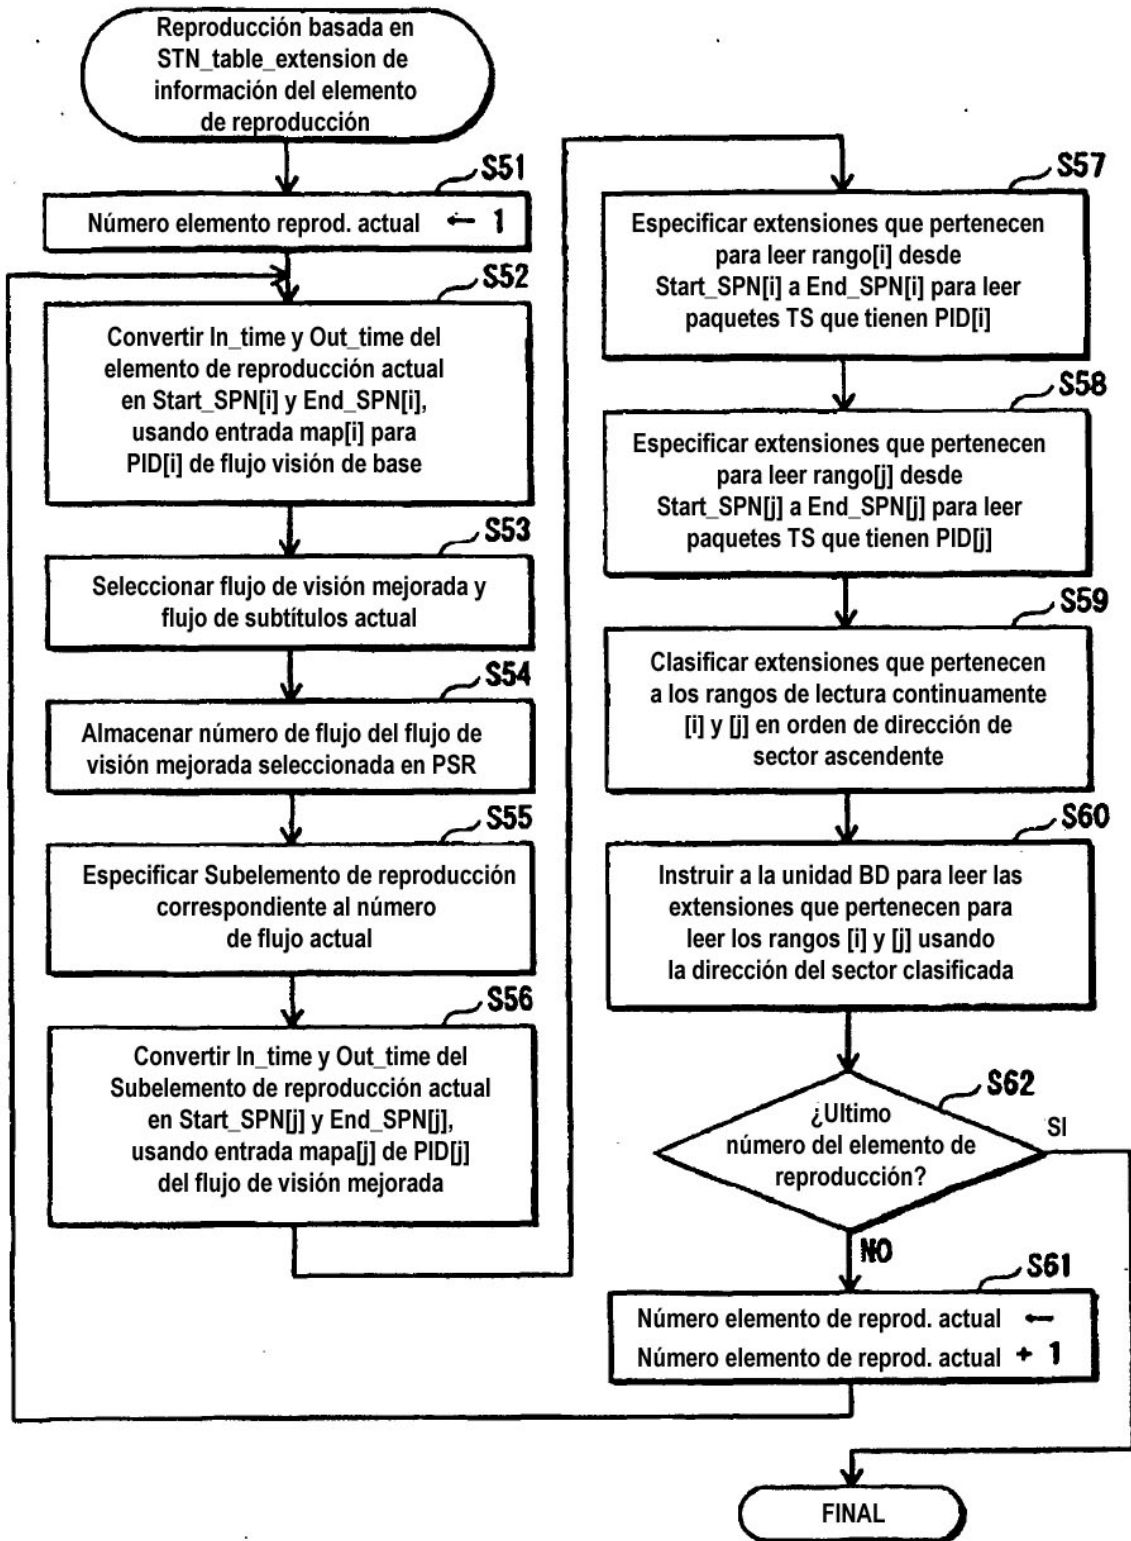 Reproducción basada en
STN_table_extension de
información del elemento
de reproducción
S51
Número elemento reprod. actual ← 1
S52
Convertir In_time y Out_time del
elemento de reproducción actual
en Start_SPN[i] y End_SPN[i],
usando entrada map[i] para
PID[i] de flujo visión de base
S53
Seleccionar flujo de visión mejorada y
flujo de subtítulos actual
S54
Almacenar número de flujo del flujo de
visión mejorada seleccionada en PSR
S55
Especificar Subelemento de reproducción
correspondiente al número
de flujo actual
S56
Convertir In_time y Out_time del
Subelemento de reproducción actual
en Start_SPN[j] y End_SPN[j],
usando entrada mapa[j] de PID[j]
del flujo de visión mejorada
S57
Especificar extensiones que pertenecen
para leer rango[i] desde
Start_SPN[i] a End_SPN[i] para leer
paquetes TS que tienen PID[i]
S58
Especificar extensiones que pertenecen
para leer rango[j] desde
Start_SPN[j] a End_SPN[j] para leer
paquetes TS que tienen PID[j]
S59
Clasificar extensiones que pertenecen
a los rangos de lectura continuamente
[i] y [j] en orden de dirección de
sector ascendente
S60
Instruir a la unidad BD para leer las
extensiones que pertenecen para
leer los rangos [i] y [j] usando
la dirección del sector clasificada
S62
¿Ultimo
número del elemento de
reproducción?
SI
NO
S61
Número elemento de reprod. actual ←
Número elemento de reprod. actual + 1
FINAL